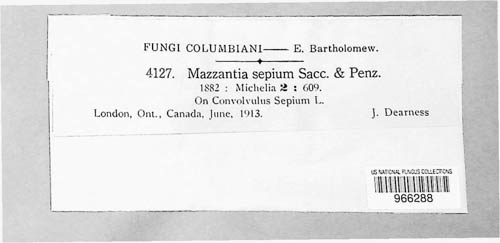 FUNGI COLUMBIANI—— E. Bartholomew.
4127. Mazzantia sepium Sacc. & Penz.
1882 : Michelia 2 : 609.
On Convolvulus Sepium L.
London, Ont., Canada, June, 1913. J. Dearness
US NATIONAL FUNGUS COLLECTIONS
966288